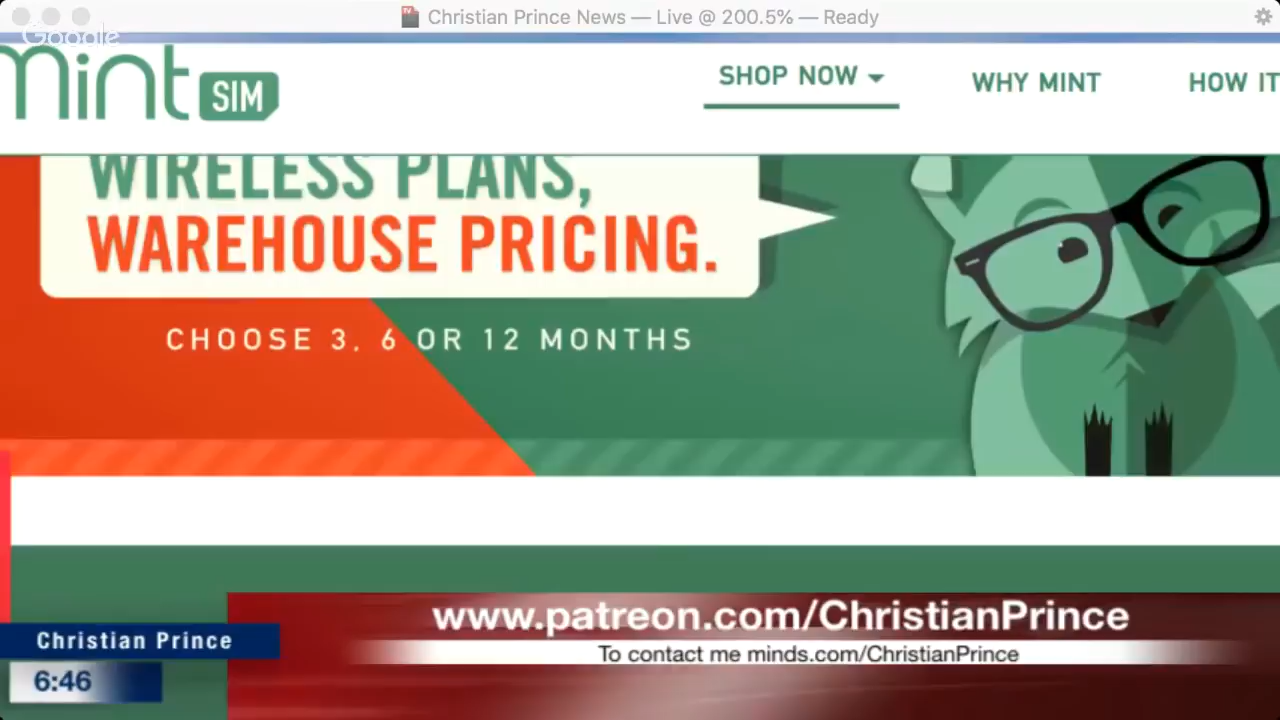 Christian Prince News — Live @ 200.5% — Ready
Google
mint SIM
SHOP NOW
WHY MINT
HOW IT
WIRELESS PLANS,
WAREHOUSE PRICING.
CHOOSE 3, 6 OR 12 MONTHS
www.patreon.com/ChristianPrince
Christian Prince
To contact me minds.com/ChristianPrince
6:46